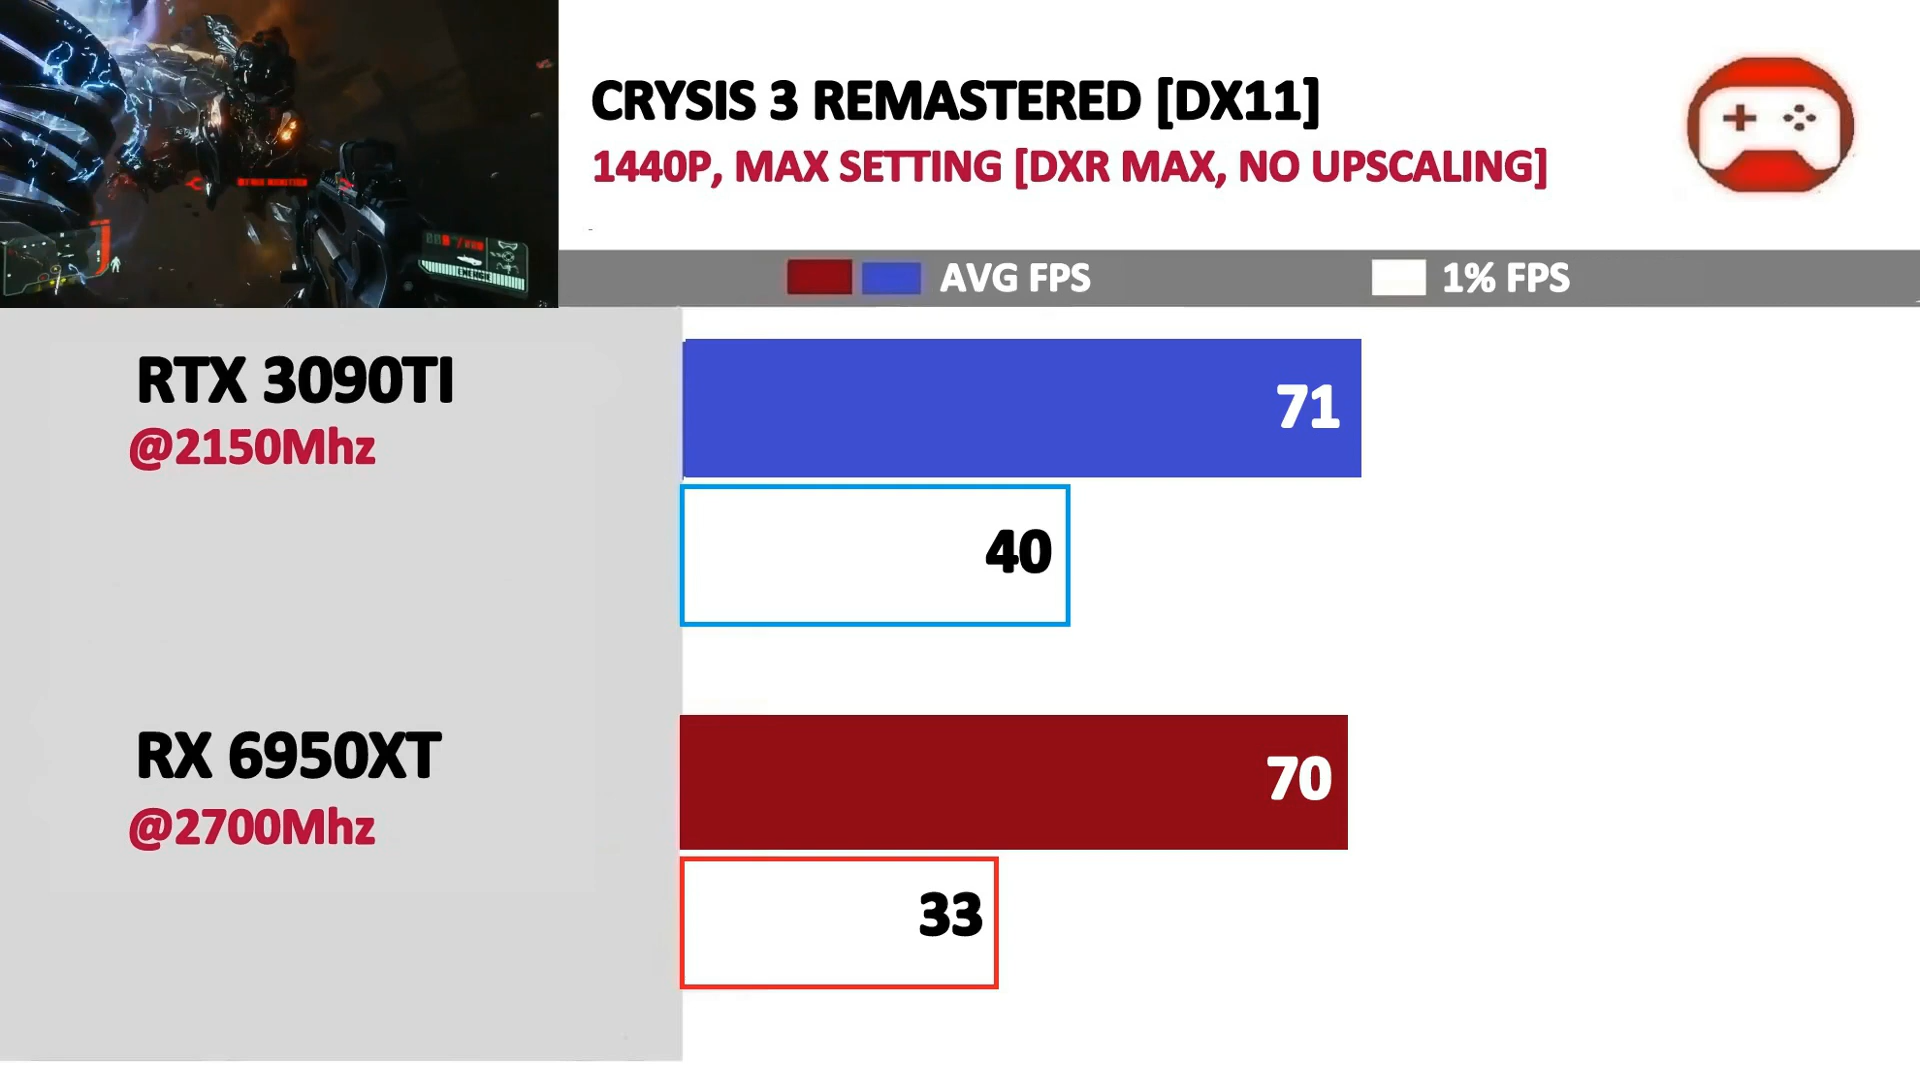 CRYSIS 3 REMASTERED [DX11]
1440P, MAX SETTING [DXR MAX, NO UPSCALING]
AVG FPS
1% FPS
RTX 3090TI
@2150Mhz
71
40
RX 6950XT
@2700Mhz
70
33